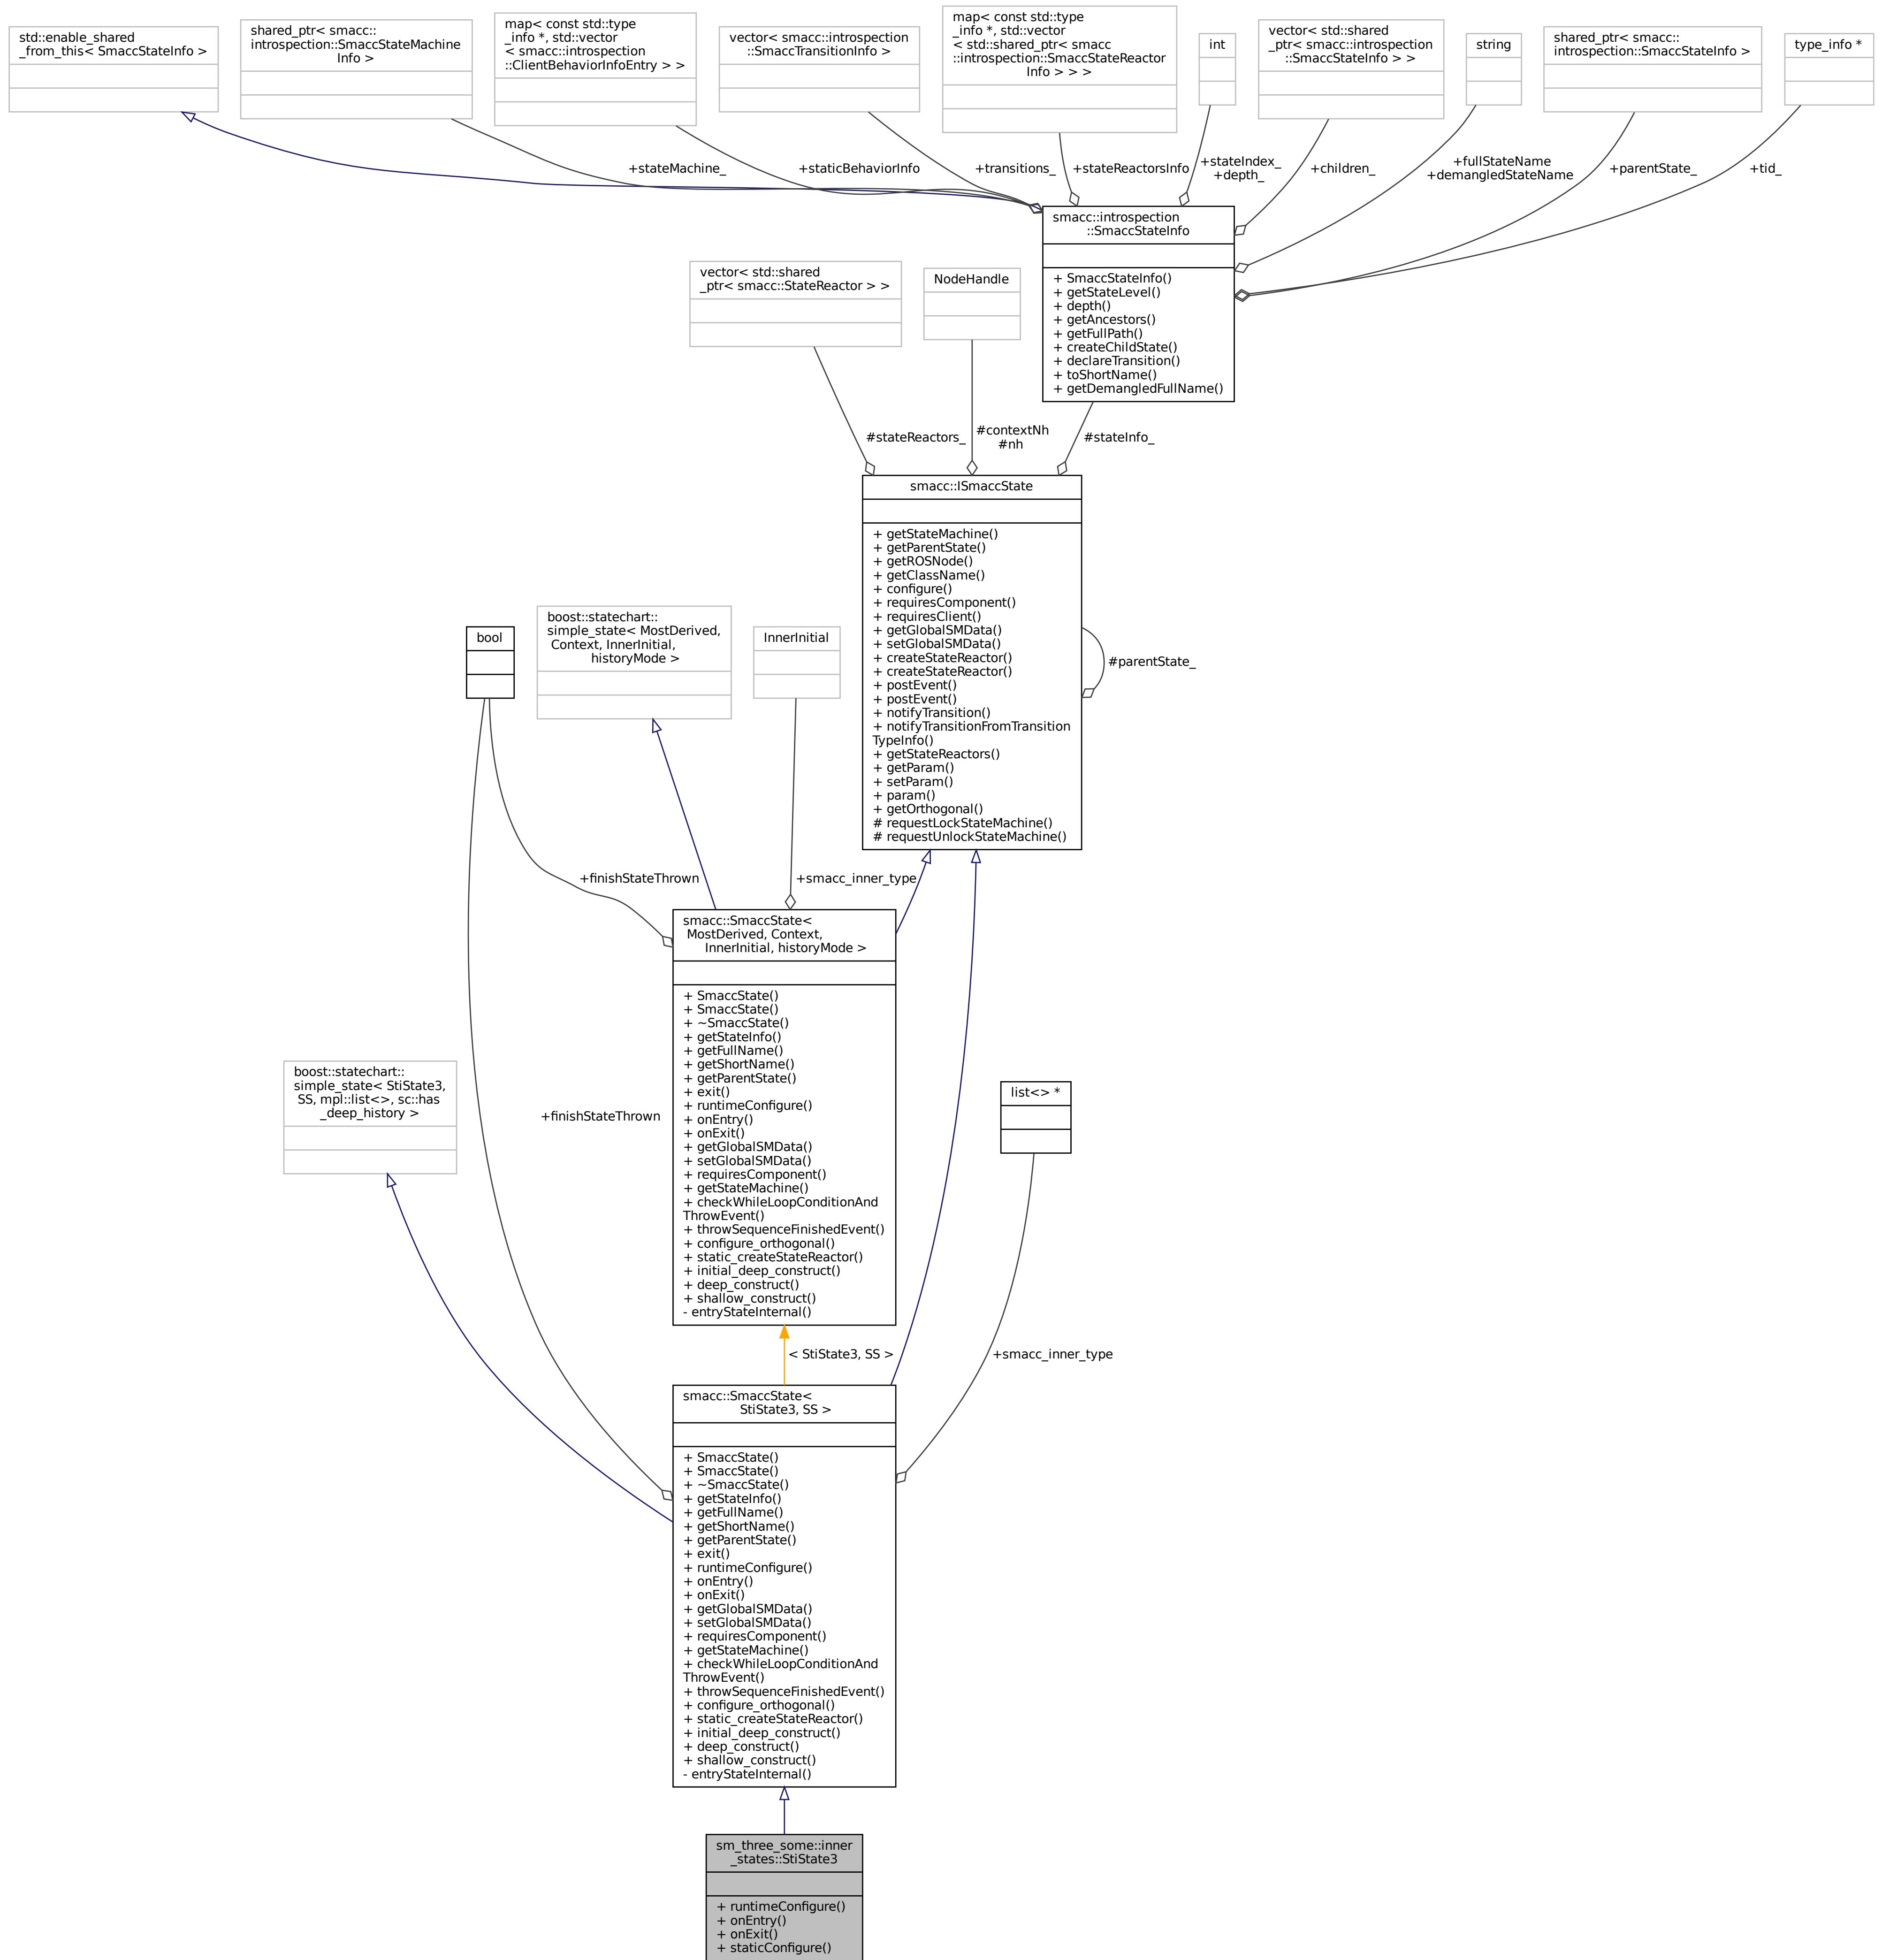 std::enable_shared
_from_this< SmaccStateInfo >
shared_ptr< smacc::
introspection::SmaccStateMachine
Info >
map< const std::type
_info *, std::vector
< smacc::introspection
::ClientBehaviorInfoEntry > >
vector< smacc::introspection
::SmaccTransitionInfo >
map< const std::type
_info *, std::vector
< std::shared_ptr< smacc
::introspection::SmaccStateReactor
Info > > >
int
vector< std::shared
_ptr< smacc::introspection
::SmaccStateInfo > >
string
shared_ptr< smacc::
introspection::SmaccStateInfo >
type_info *
+stateMachine_
+staticBehaviorInfo
+transitions_
+stateReactorsInfo
+stateIndex_
+depth_
+children_
+fullStateName
+demangledStateName
+parentState_
+tid_
smacc::introspection
::SmaccStateInfo
+ SmaccStateInfo()
+ getStateLevel()
+ depth()
+ getAncestors()
+ getFullPath()
+ createChildState()
+ declareTransition()
+ toShortName()
+ getDemangledFullName()
vector< std::shared
_ptr< smacc::StateReactor > >
NodeHandle
#stateReactors_
#contextNh
#nh
#stateInfo_
smacc::ISmaccState
+ getStateMachine()
+ getParentState()
+ getROSNode()
+ getClassName()
+ configure()
+ requiresComponent()
+ requiresClient()
+ getGlobalSMData()
+ setGlobalSMData()
+ createStateReactor()
+ createStateReactor()
+ postEvent()
+ postEvent()
+ notifyTransition()
+ notifyTransitionFromTransition
TypeInfo()
+ getStateReactors()
+ getParam()
+ setParam()
+ param()
+ getOrthogonal()
# requestLockStateMachine()
# requestUnlockStateMachine()
#parentState_
bool
boost::statechart::
simple_state< MostDerived,
Context, InnerInitial,
historyMode >
InnerInitial
+finishStateThrown
+smacc_inner_type
smacc::SmaccState<
MostDerived, Context,
InnerInitial, historyMode >
+ SmaccState()
+ SmaccState()
+ ~SmaccState()
+ getStateInfo()
+ getFullName()
+ getShortName()
+ getParentState()
+ exit()
+ runtimeConfigure()
+ onEntry()
+ onExit()
+ getGlobalSMData()
+ setGlobalSMData()
+ requiresComponent()
+ getStateMachine()
+ checkWhileLoopConditionAnd
ThrowEvent()
+ throwSequenceFinishedEvent()
+ configure_orthogonal()
+ static_createStateReactor()
+ initial_deep_construct()
+ deep_construct()
+ shallow_construct()
- entryStateInternal()
boost::statechart::
simple_state< StiState3,
SS, mpl::list<>, sc::has
_deep_history >
+finishStateThrown
list<> *
< StiState3, SS >
+smacc_inner_type
smacc::SmaccState<
StiState3, SS >
+ SmaccState()
+ SmaccState()
+ ~SmaccState()
+ getStateInfo()
+ getFullName()
+ getShortName()
+ getParentState()
+ exit()
+ runtimeConfigure()
+ onEntry()
+ onExit()
+ getGlobalSMData()
+ setGlobalSMData()
+ requiresComponent()
+ getStateMachine()
+ checkWhileLoopConditionAnd
ThrowEvent()
+ throwSequenceFinishedEvent()
+ configure_orthogonal()
+ static_createStateReactor()
+ initial_deep_construct()
+ deep_construct()
+ shallow_construct()
- entryStateInternal()
sm_three_some::inner
_states::StiState3
+ runtimeConfigure()
+ onEntry()
+ onExit()
+ staticConfigure()